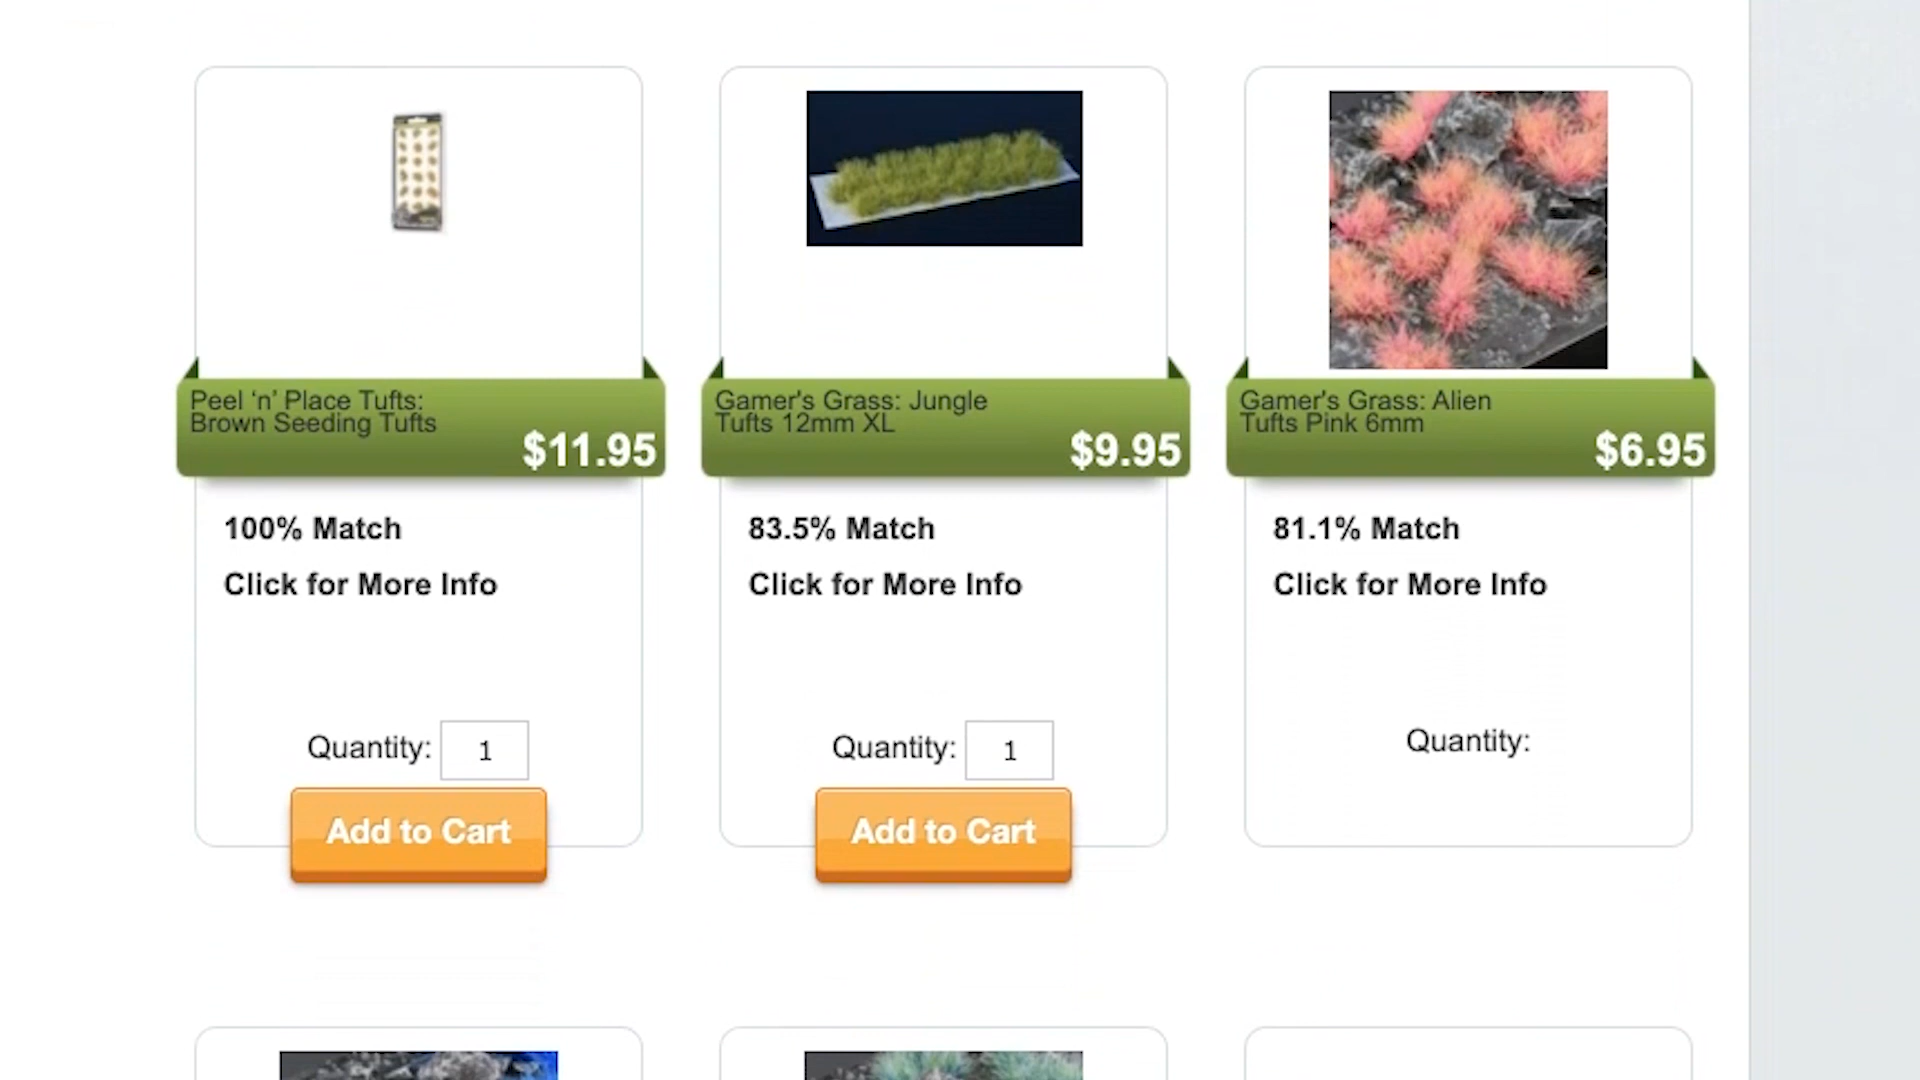 Peel ‘n’ Place Tufts:
Brown Seeding Tufts
$11.95
100% Match
Click for More Info
Quantity: 1
Add to Cart
Gamer's Grass: Jungle
Tufts 12mm XL
$9.95
83.5% Match
Click for More Info
Quantity: 1
Add to Cart
Gamer's Grass: Alien
Tufts Pink 6mm
$6.95
81.1% Match
Click for More Info
Quantity: